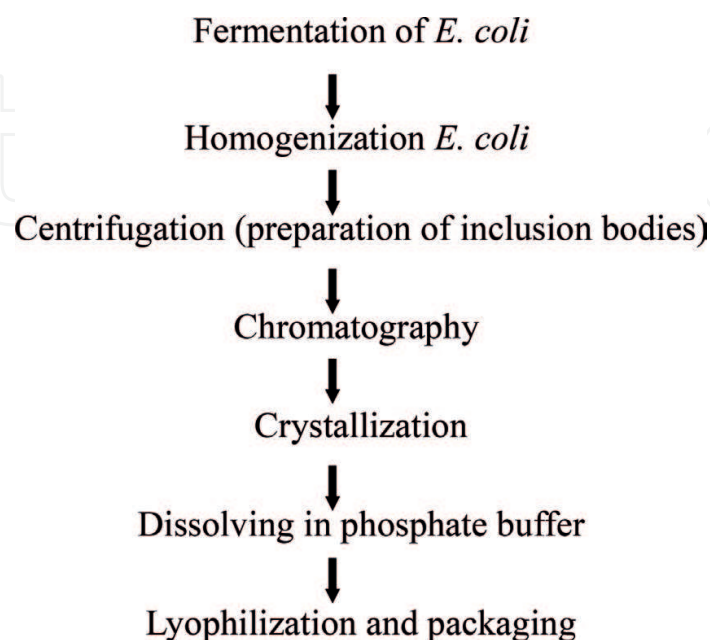 Fermentation of E. coli
Homogenization E. coli
Centrifugation (preparation of inclusion bodies)
Chromatography
Crystallization
Dissolving in phosphate buffer
Lyophilization and packaging